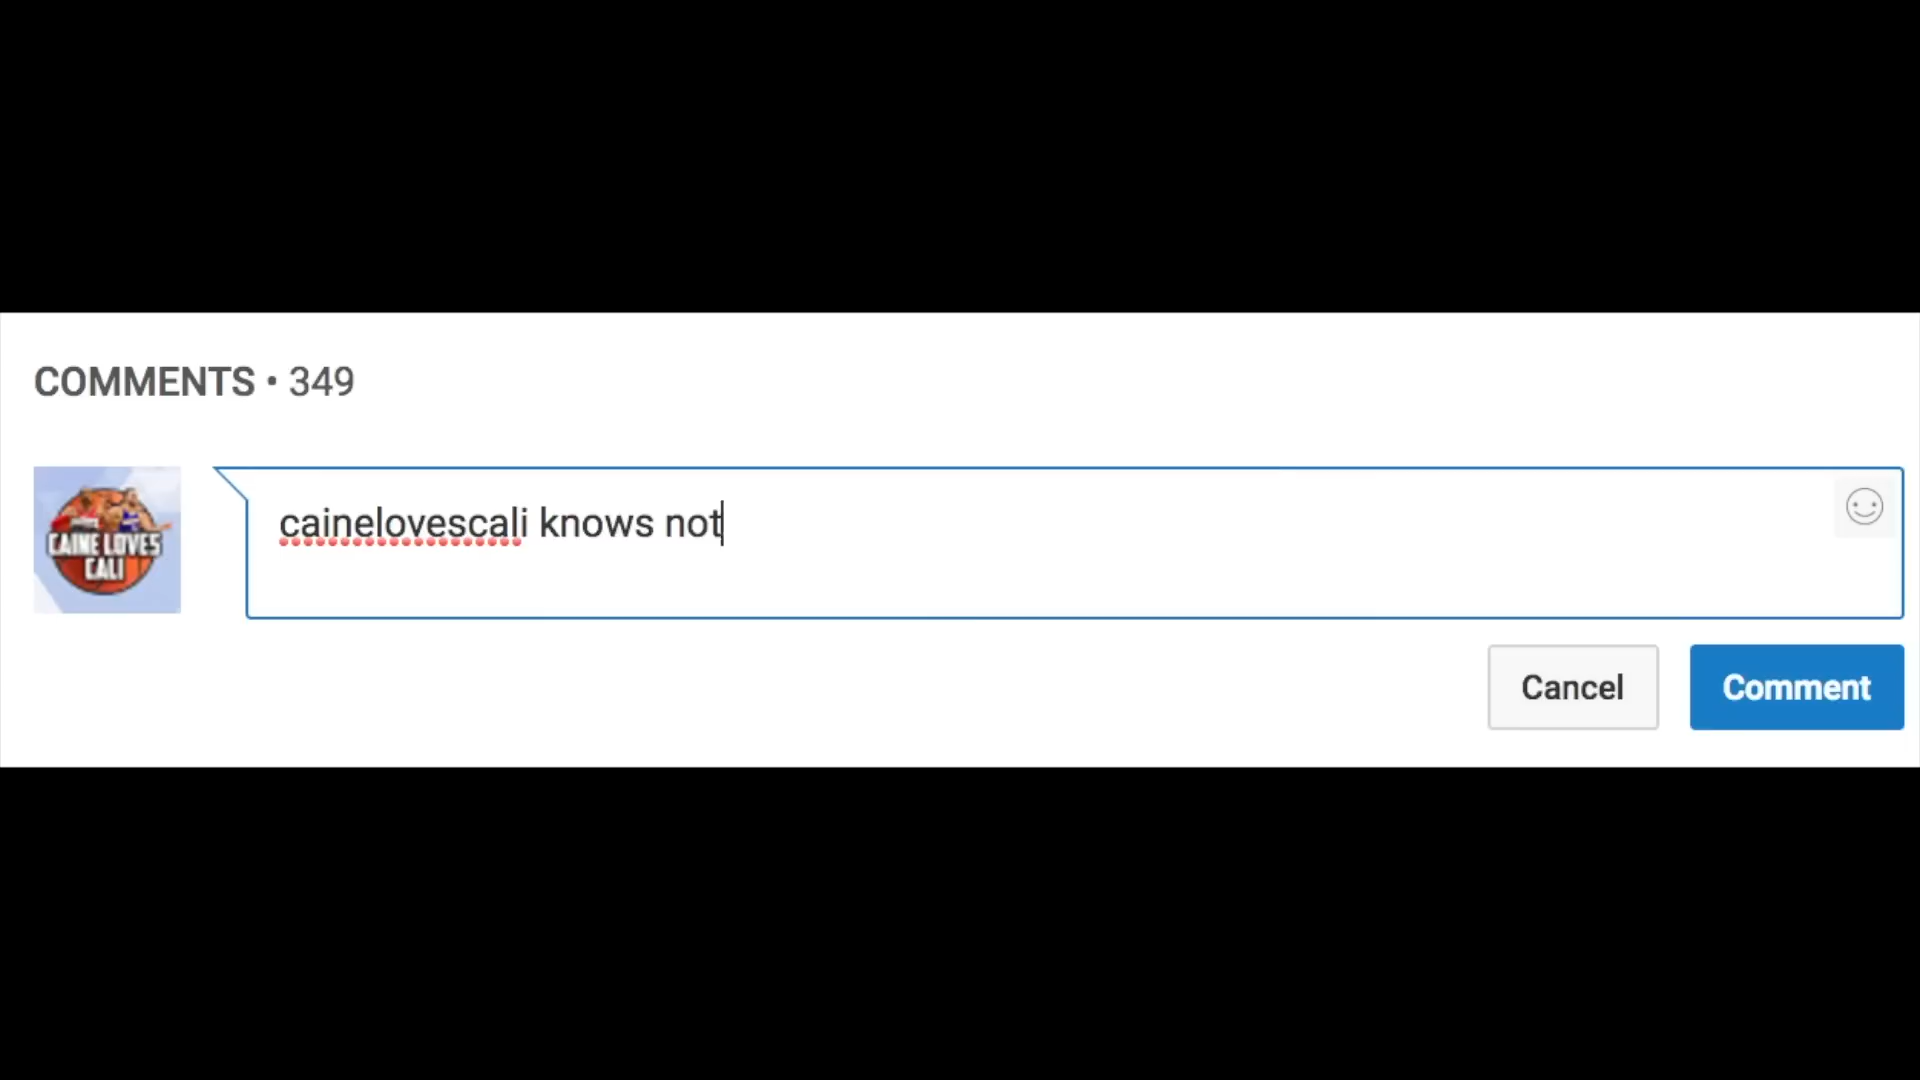 COMMENTS • 349
CAINE LOVES
CALI
cainelovescali knows not
Cancel
Comment